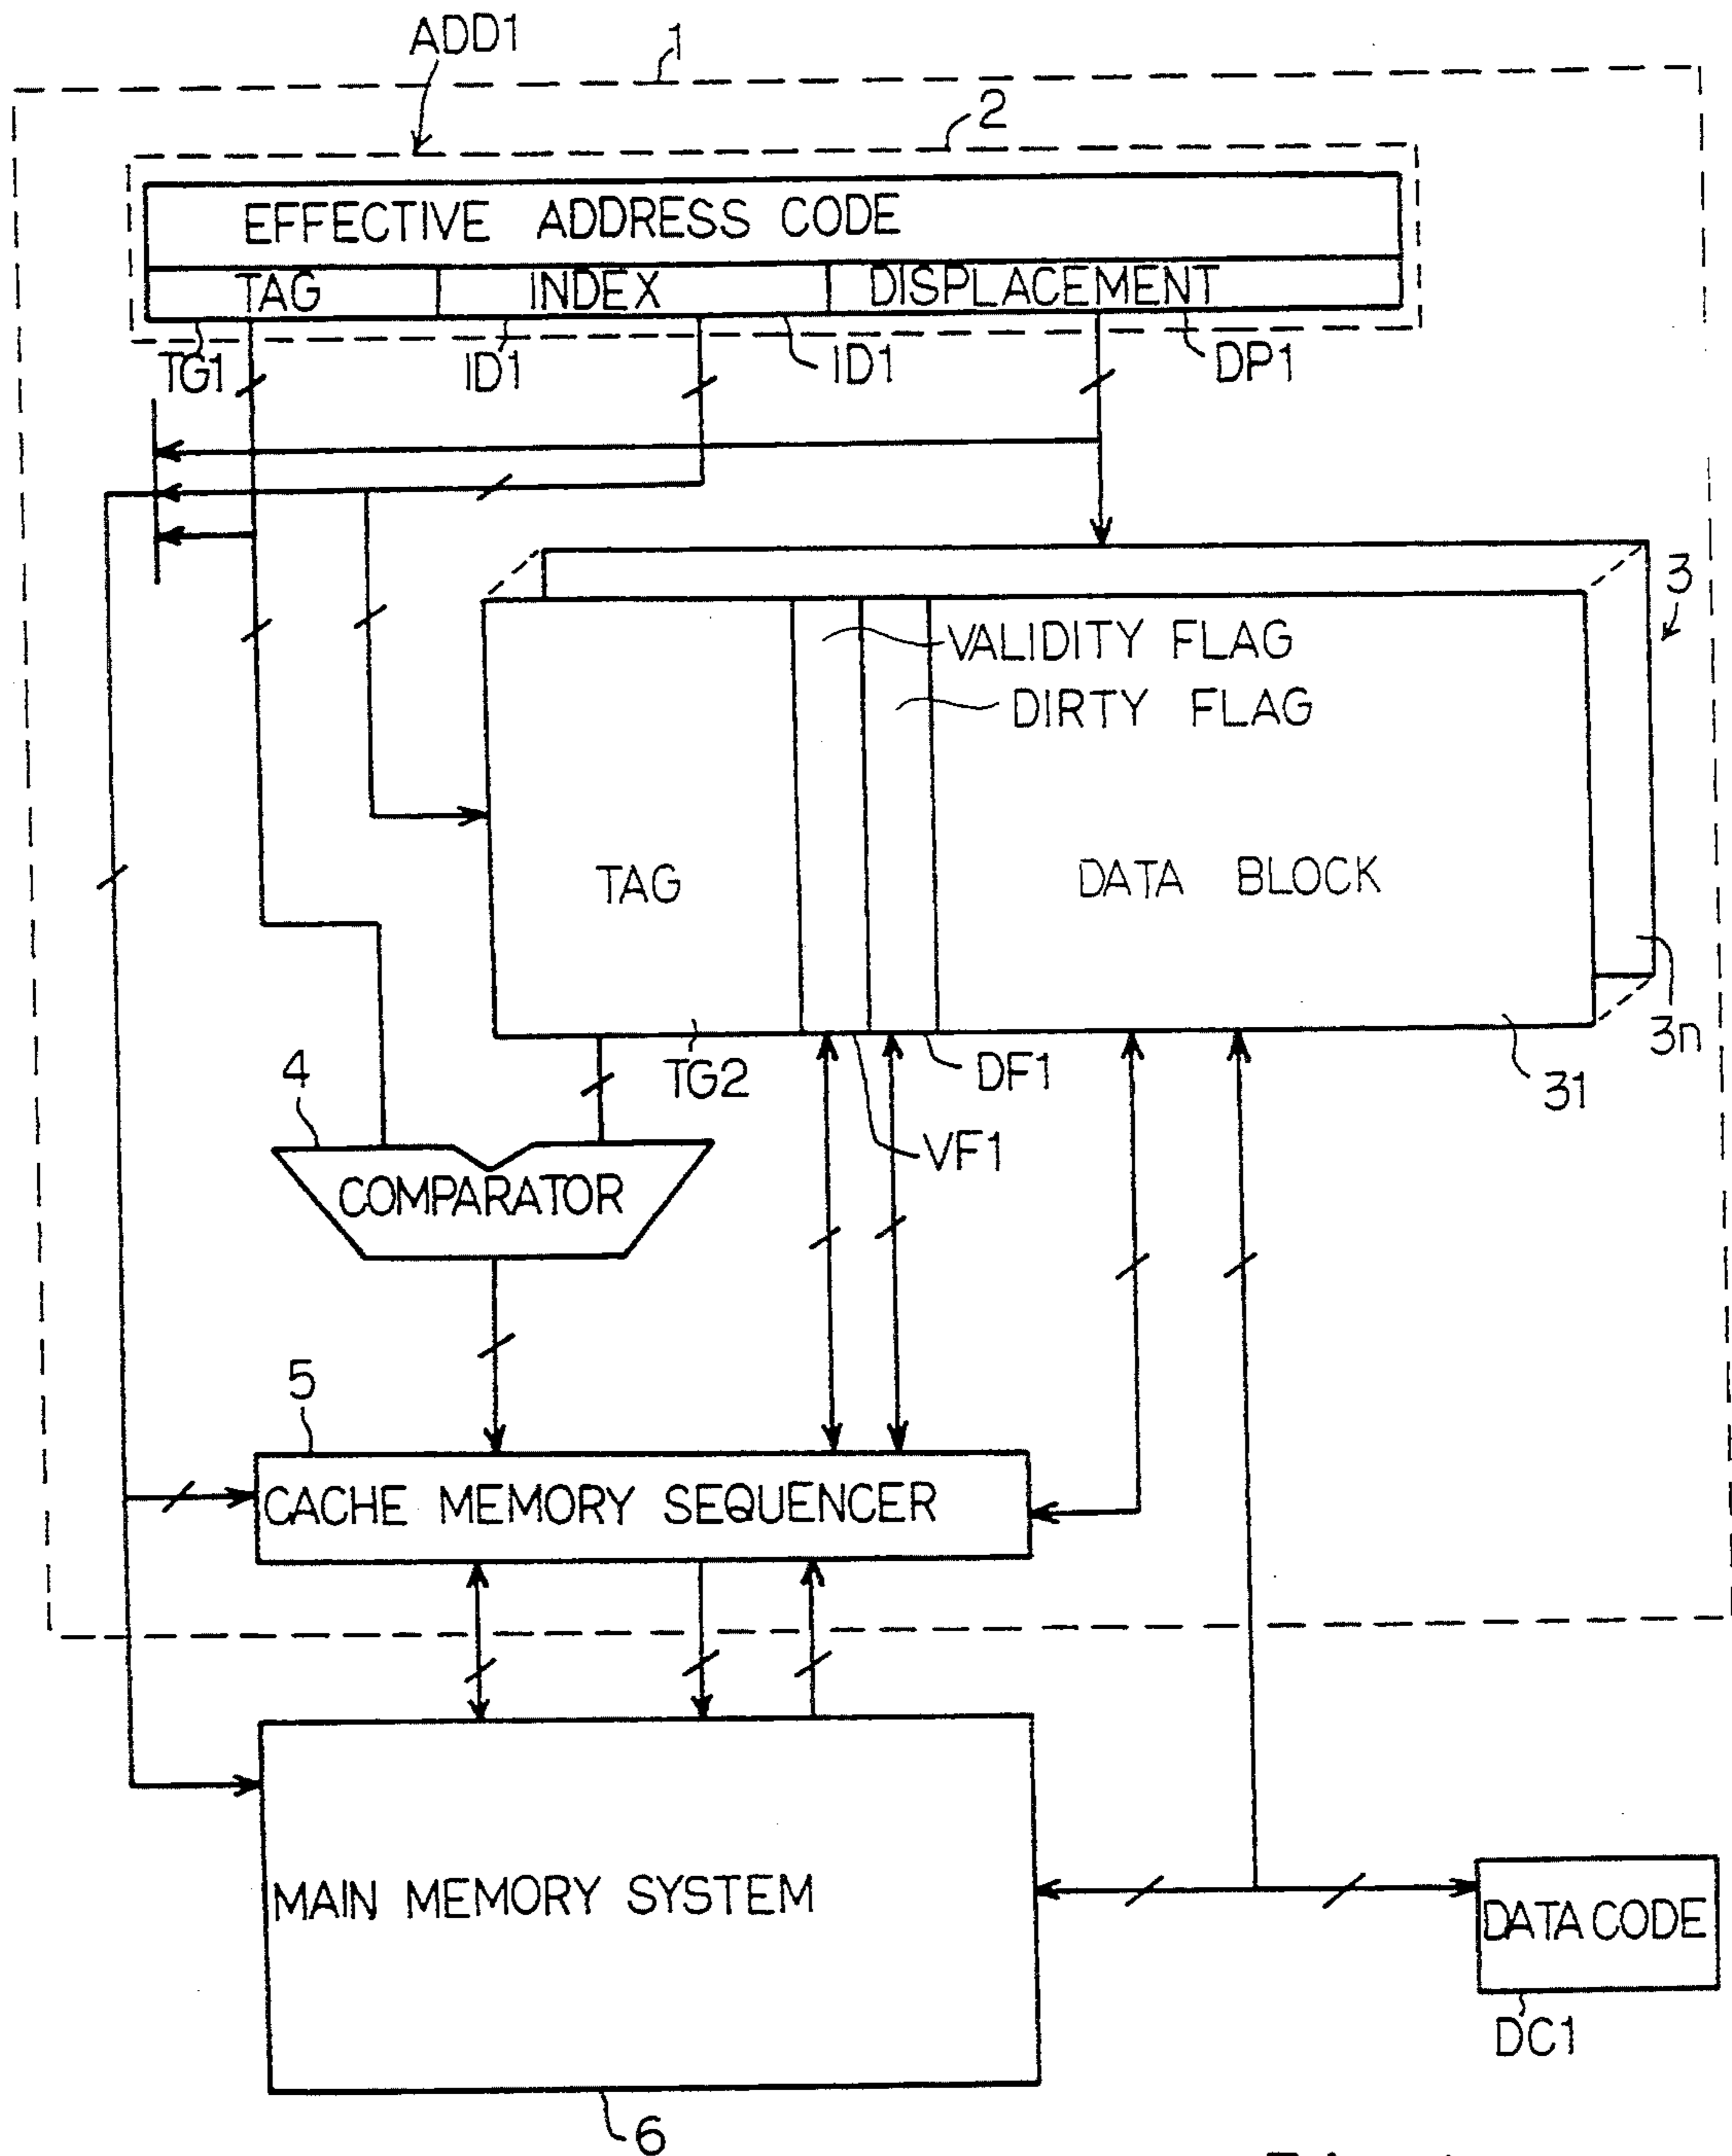 ADD1
1
2
EFFECTIVE ADDRESS CODE
TAG INDEX DISPLACEMENT
TG1 ID1 ID1 DP1
3
VALIDITY FLAG
DIRTY FLAG
TAG DATA BLOCK
3n
TG2 DF1 31
4
VF1
COMPARATOR
5
CACHE MEMORY SEQUENCER
MAIN MEMORY SYSTEM
DATA CODE
DC1
6